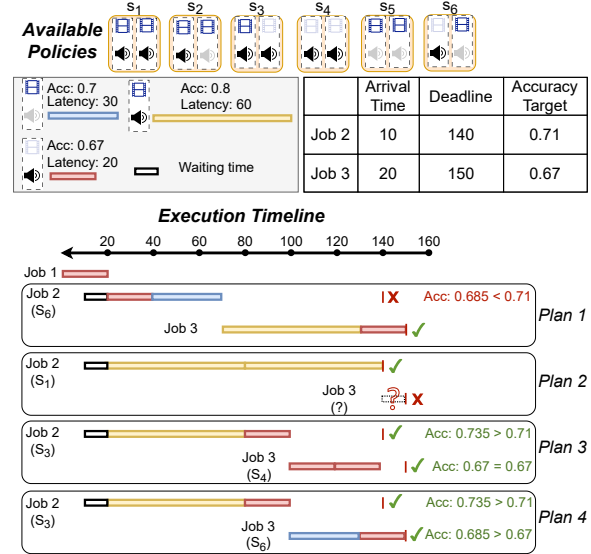 Available Policies
S1 S2 S3 S4 S5 S6
Acc: 0.7
Latency: 30
Acc: 0.8
Latency: 60
Acc: 0.67
Latency: 20
Waiting time
Arrival Time Deadline Accuracy Target
Job 2 10 140 0.71
Job 3 20 150 0.67
Execution Timeline
20 40 60 80 100 120 140 160
Job 1
Job 2 (S6) X Acc: 0.685 < 0.71
Job 3 ✓
Plan 1
Job 2 (S1) ✓
Job 3 (?) ? X
Plan 2
Job 2 (S3) ✓ Acc: 0.735 > 0.71
Job 3 (S4) ✓ Acc: 0.67 = 0.67
Plan 3
Job 2 (S3) ✓ Acc: 0.735 > 0.71
Job 3 (S6) ✓ Acc: 0.685 > 0.67
Plan 4